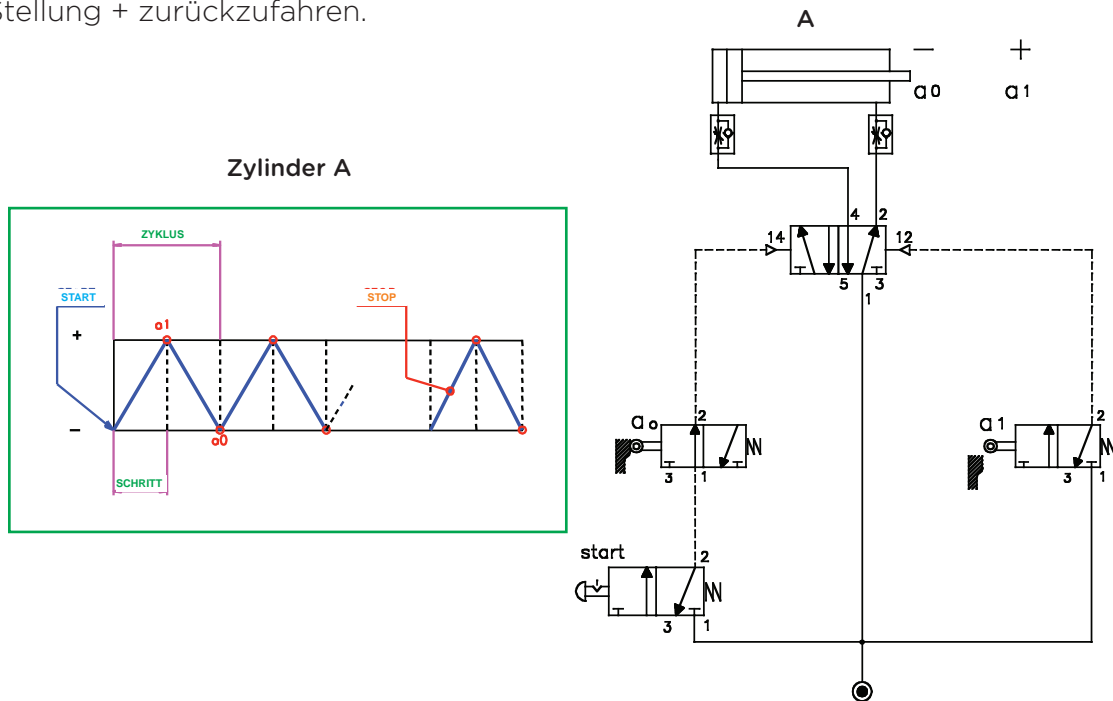 Stellung + zurückzufahren.
Zylinder A
ZYKLUS
START
STOP
+
a1
−
a0
SCHRITT
A
− +
a0 a1
4 2
14 12
5 3
1
a0 2
3 1
a1 2
3 1
start 2
3 1